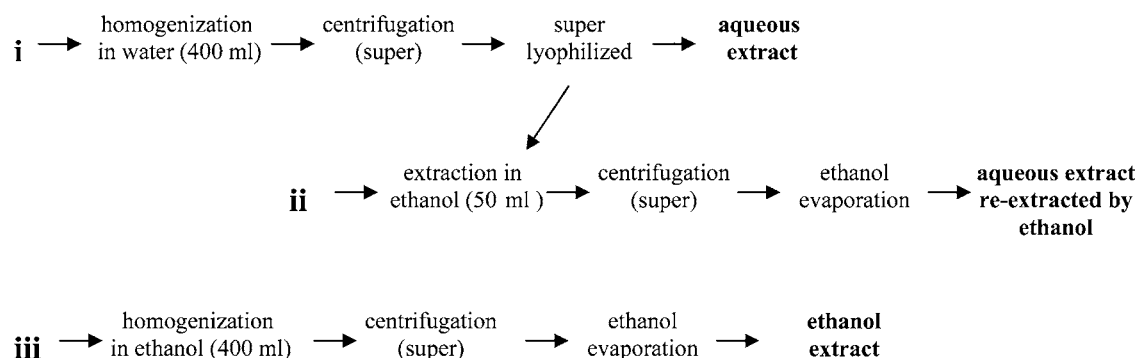 i
homogenization
in water (400 ml)
centrifugation
(super)
super
lyophilized
aqueous
extract
ii
extraction in
ethanol (50 ml )
centrifugation
(super)
ethanol
evaporation
aqueous extract
re-extracted by
ethanol
iii
homogenization
in ethanol (400 ml)
centrifugation
(super)
ethanol
evaporation
ethanol
extract